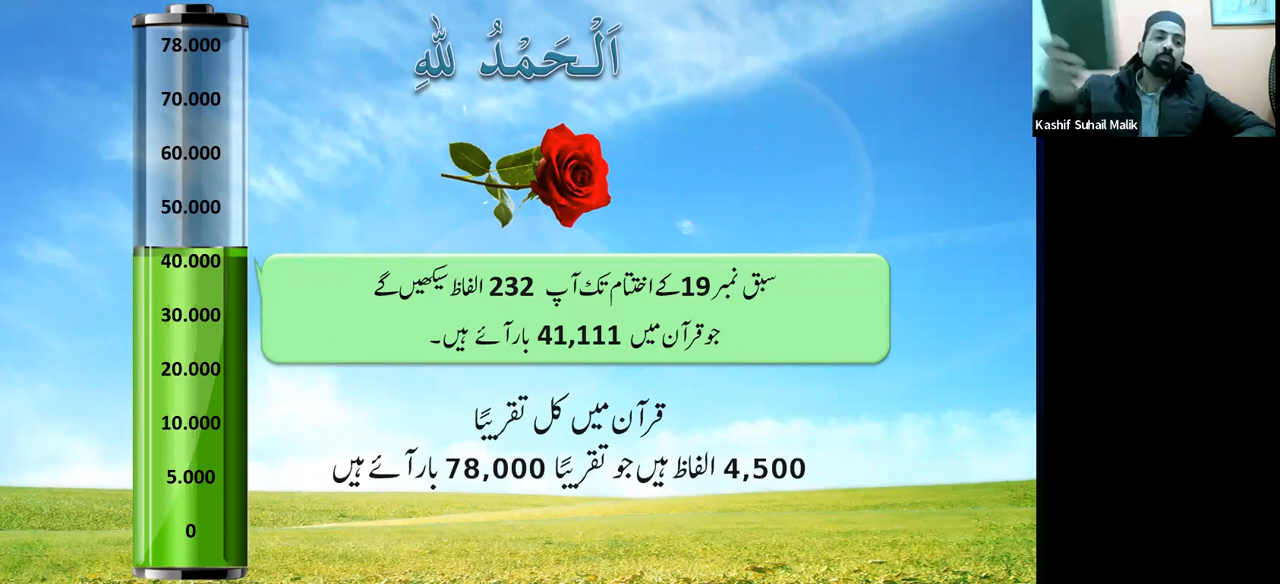 اَلْحَمْدُ لِلّٰهِ
78.000
70.000
60.000
50.000
40.000
30.000
20.000
10.000
5.000
0
سبق نمبر 19 کے اختتام تک آپ 232 الفاظ سیکھیں گے
جو قرآن میں 41,111 بار آئے ہیں۔
قرآن میں کل تقریبًا
4,500 الفاظ ہیں جو تقریبًا 78,000 بار آئے ہیں
Kashif Suhail Malik